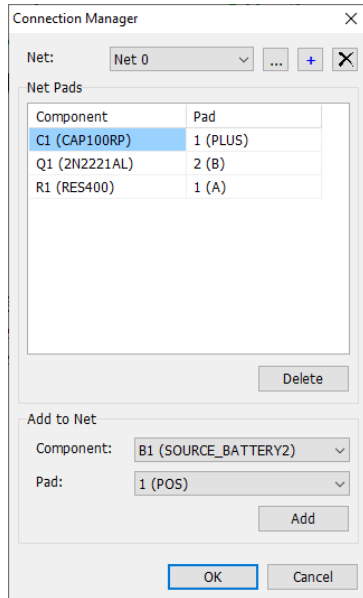 Connection Manager
Net: Net 0 ... +
Net Pads
Component Pad
C1 (CAP100RP) 1 (PLUS)
Q1 (2N2221AL) 2 (B)
R1 (RES400) 1 (A)
Delete
Add to Net
Component: B1 (SOURCE_BATTERY2)
Pad: 1 (POS)
Add
OK Cancel